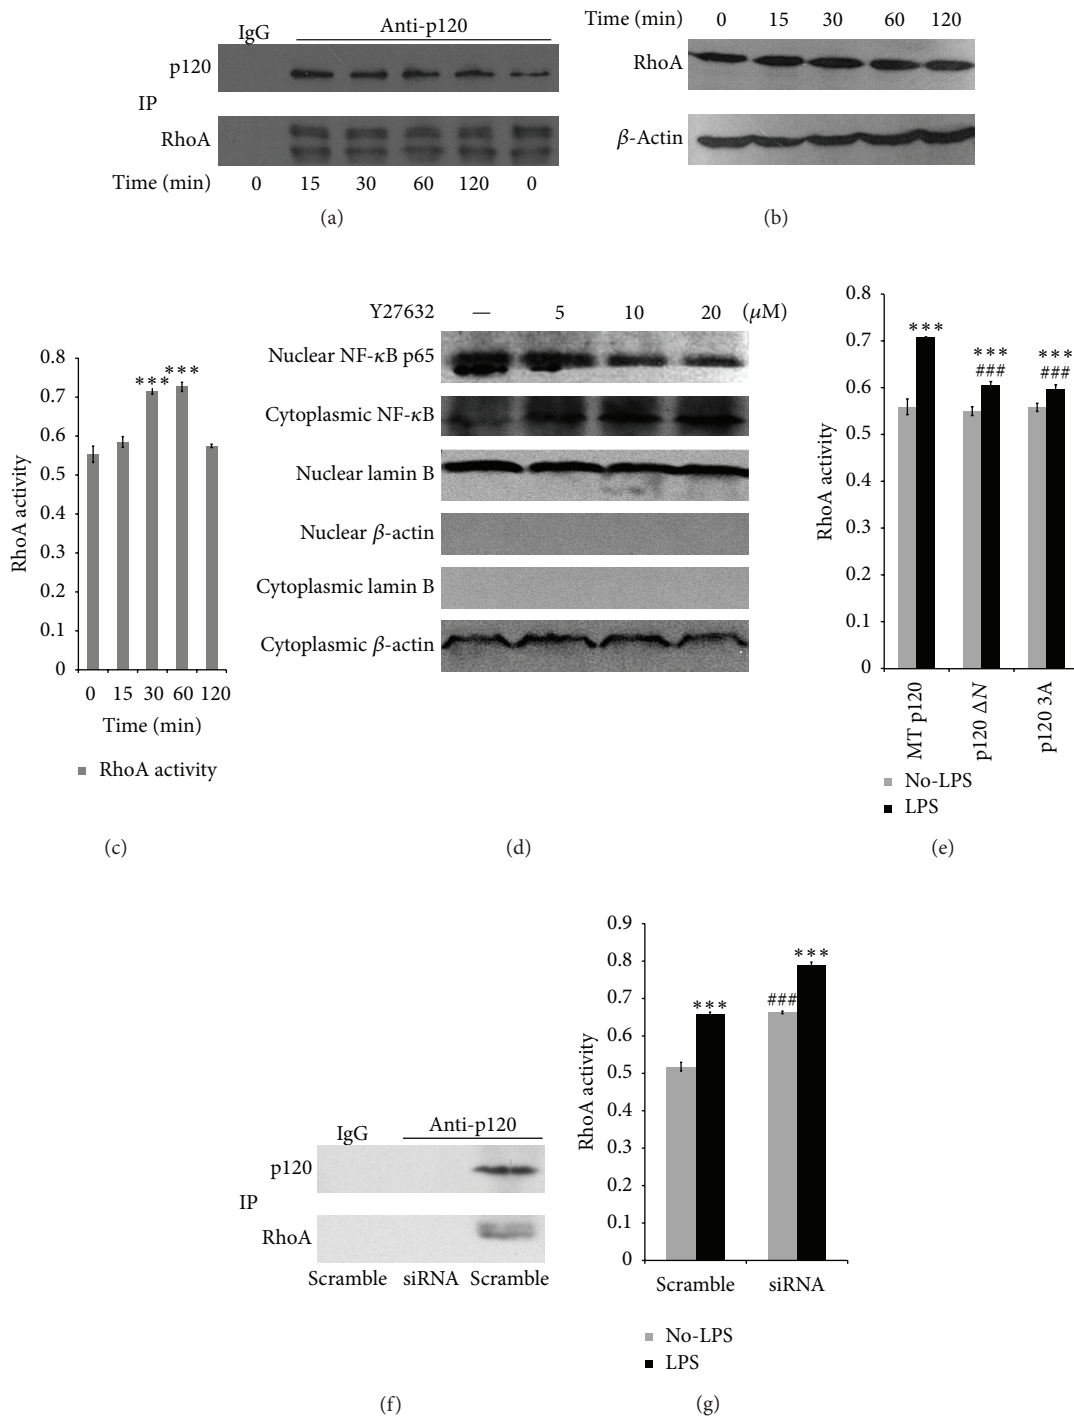 IgG
Anti-p120
p120
IP
RhoA
Time (min) 0 15 30 60 120 0
(a)
Time (min) 0 15 30 60 120
RhoA
β-Actin
(b)
0.8
0.7
0.6
0.5
0.4
0.3
0.2
0.1
0
RhoA activity
*** ***
0 15 30 60 120
Time (min)
RhoA activity
(c)
Y27632 — 5 10 20 (μM)
Nuclear NF-κB p65
Cytoplasmic NF-κB
Nuclear lamin B
Nuclear β-actin
Cytoplasmic lamin B
Cytoplasmic β-actin
(d)
0.8
0.7
0.6
0.5
0.4
0.3
0.2
0.1
0
RhoA activity
***
*** ***
### ###
MT p120
p120 ΔN
p120 3A
No-LPS
LPS
(e)
IgG
Anti-p120
p120
IP
RhoA
Scramble siRNA Scramble
(f)
0.9
0.8
0.7
0.6
0.5
0.4
0.3
0.2
0.1
0
RhoA activity
***
###
***
Scramble siRNA
No-LPS
LPS
(g)